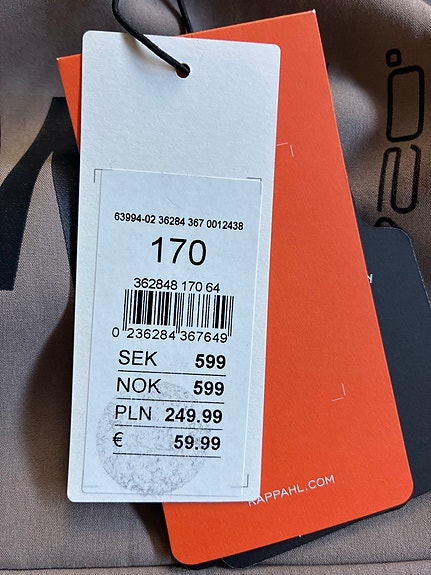 63994-02 36284 367 0012438
170
362848 170 64
0 236284 367649
SEK 599
NOK 599
PLN 249.99
€ 59.99
KAPPAHL.COM